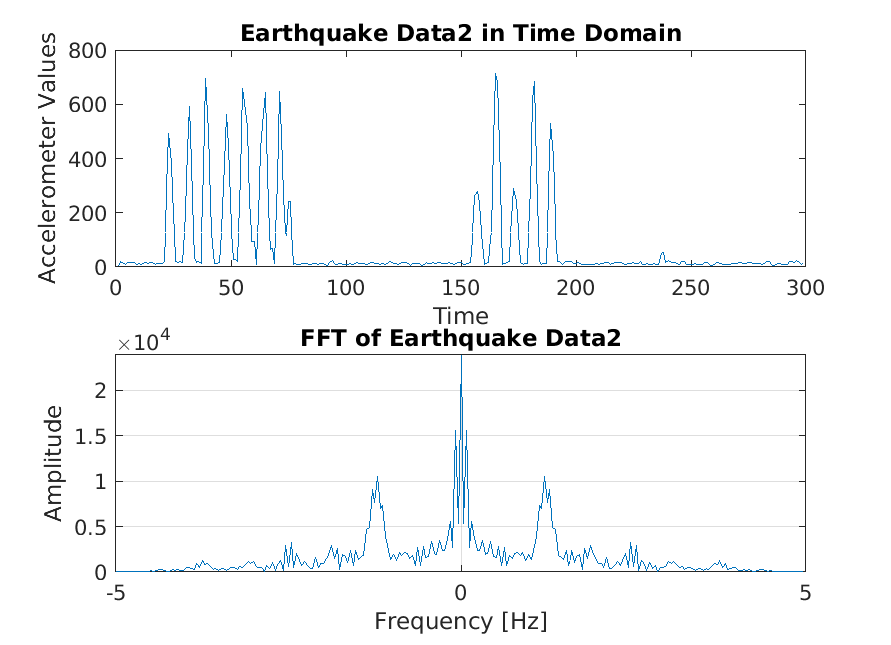 Earthquake Data2 in Time Domain
Accelerometer Values
800
600
400
200
0
0 50 100 150 200 250 300
Time
FFT of Earthquake Data2
×10^4
Amplitude
2
1.5
1
0.5
0
-5 0 5
Frequency [Hz]